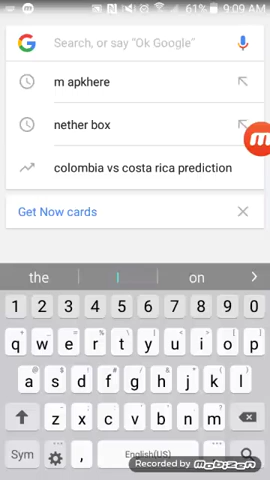 61% 9:09 AM
G Search, or say "Ok Google"
m apkhere
nether box
m
colombia vs costa rica prediction
Get Now cards
the I on
1 2 3 4 5 6 7 8 9 0
q w e r t y u i o p
a s d f g h j k l
z x c v b n m
Sym , English(US)
Recorded by mobizen